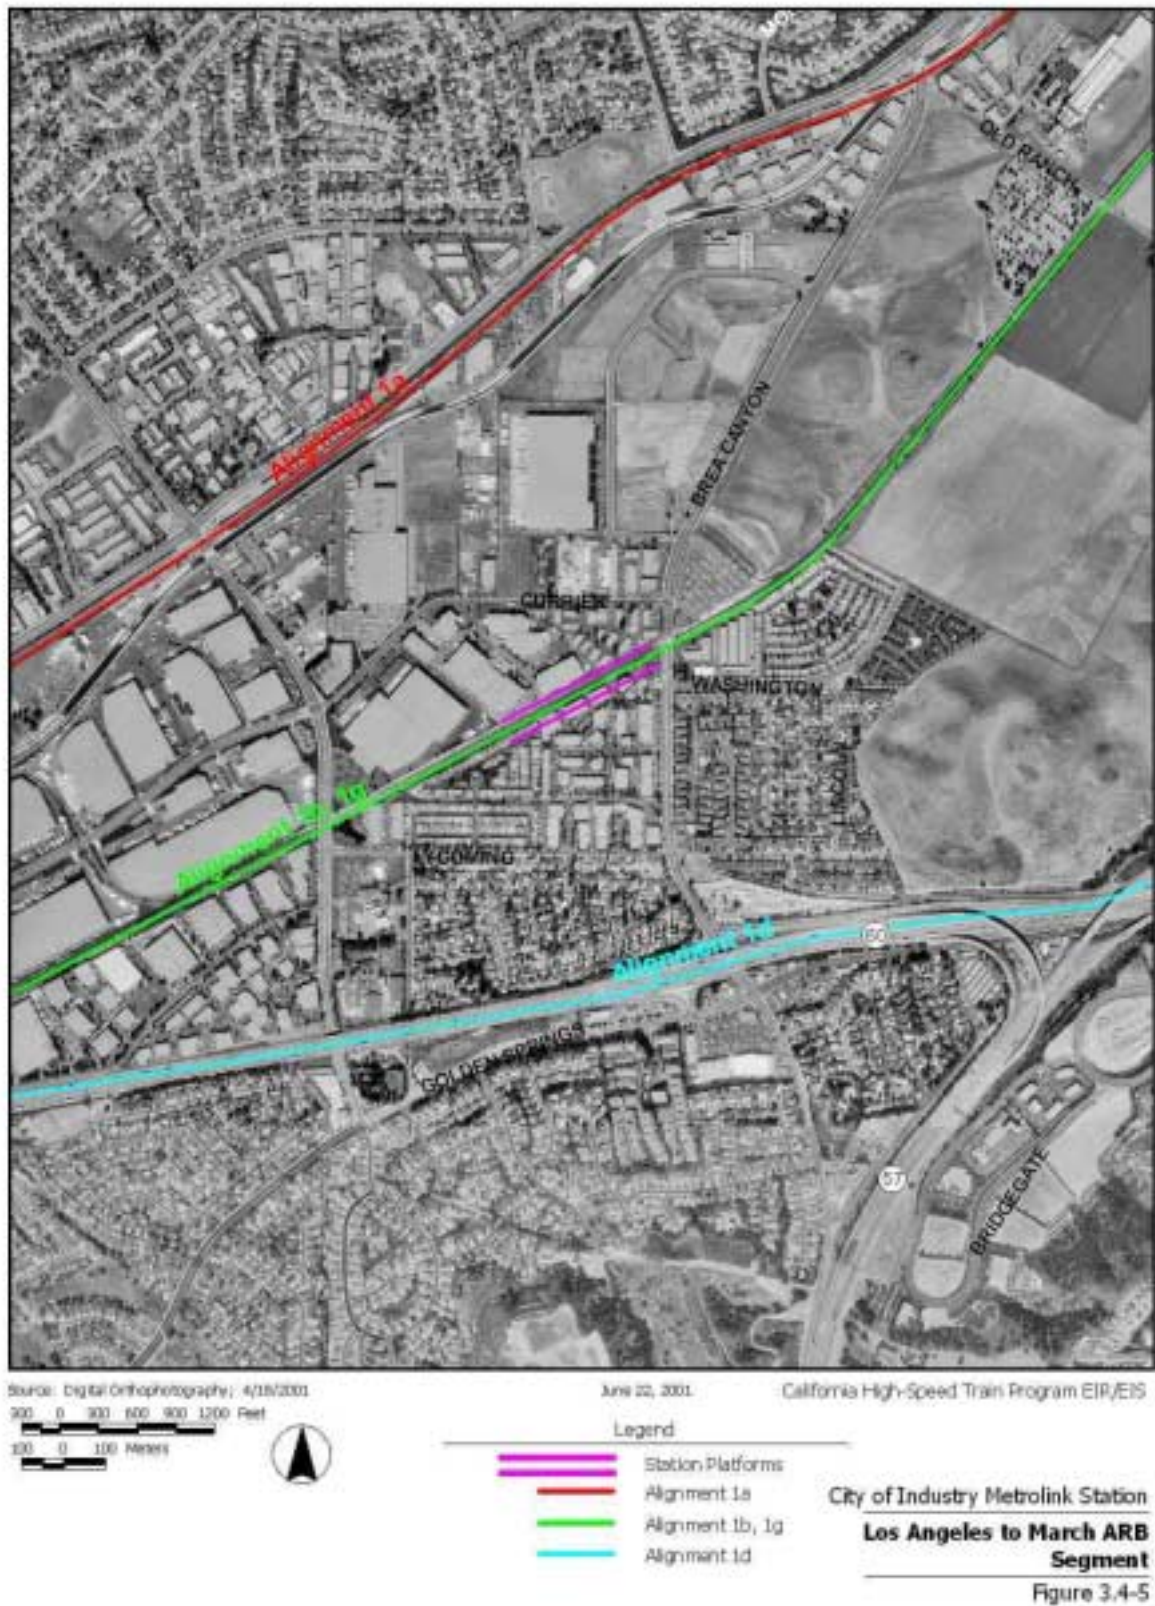 OLD RANCH
Alignment 1a
BREA CANYON
CURRIER
WASHINGTON
Alignment 1b, 1g
LYCOMING
Alignment 1d
60
GOLDEN SPRINGS
57
BRIDGEGATE
Source: Digital Orthophotography; 4/18/2001
June 22, 2001
California High-Speed Train Program EIR/EIS
300 0 300 600 900 1200 Feet
100 0 100 Meters
Legend
Station Platforms
Alignment 1a
Alignment 1b, 1g
Alignment 1d
City of Industry Metrolink Station
Los Angeles to March ARB
Segment
Figure 3.4-5